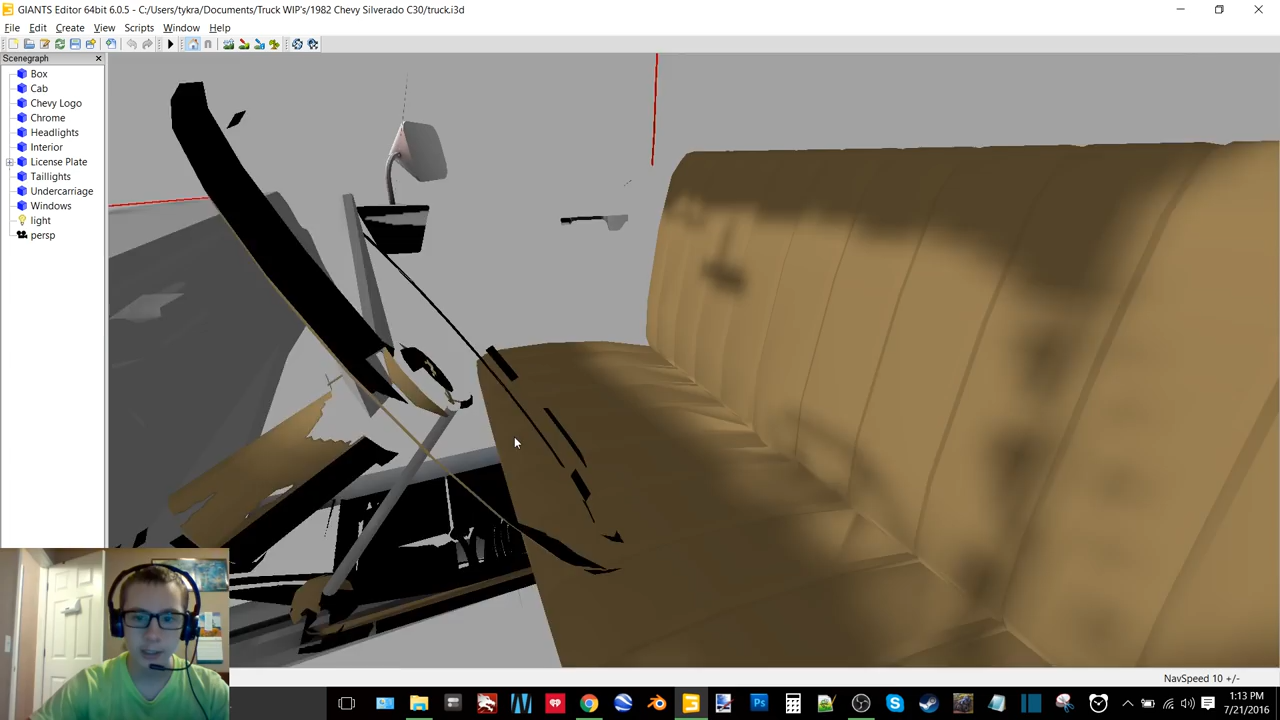 GIANTS Editor 64bit 6.0.5 - C:/Users/tykra/Documents/Truck WIP's/1982 Chevy Silverado C30/truck.i3d
File Edit Create View Scripts Window Help
Scenegraph
Box
Cab
Chevy Logo
Chrome
Headlights
Interior
License Plate
Taillights
Undercarriage
Windows
light
persp
NavSpeed 10 +/-
1:13 PM
7/21/2016